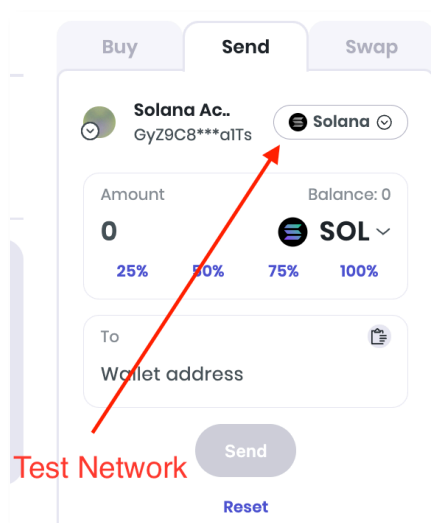 Buy Send Swap
Solana Ac..
GyZ9C8***a1Ts
Solana
Amount Balance: 0
0 SOL
25% 50% 75% 100%
To
Wallet address
Send
Test Network
Reset